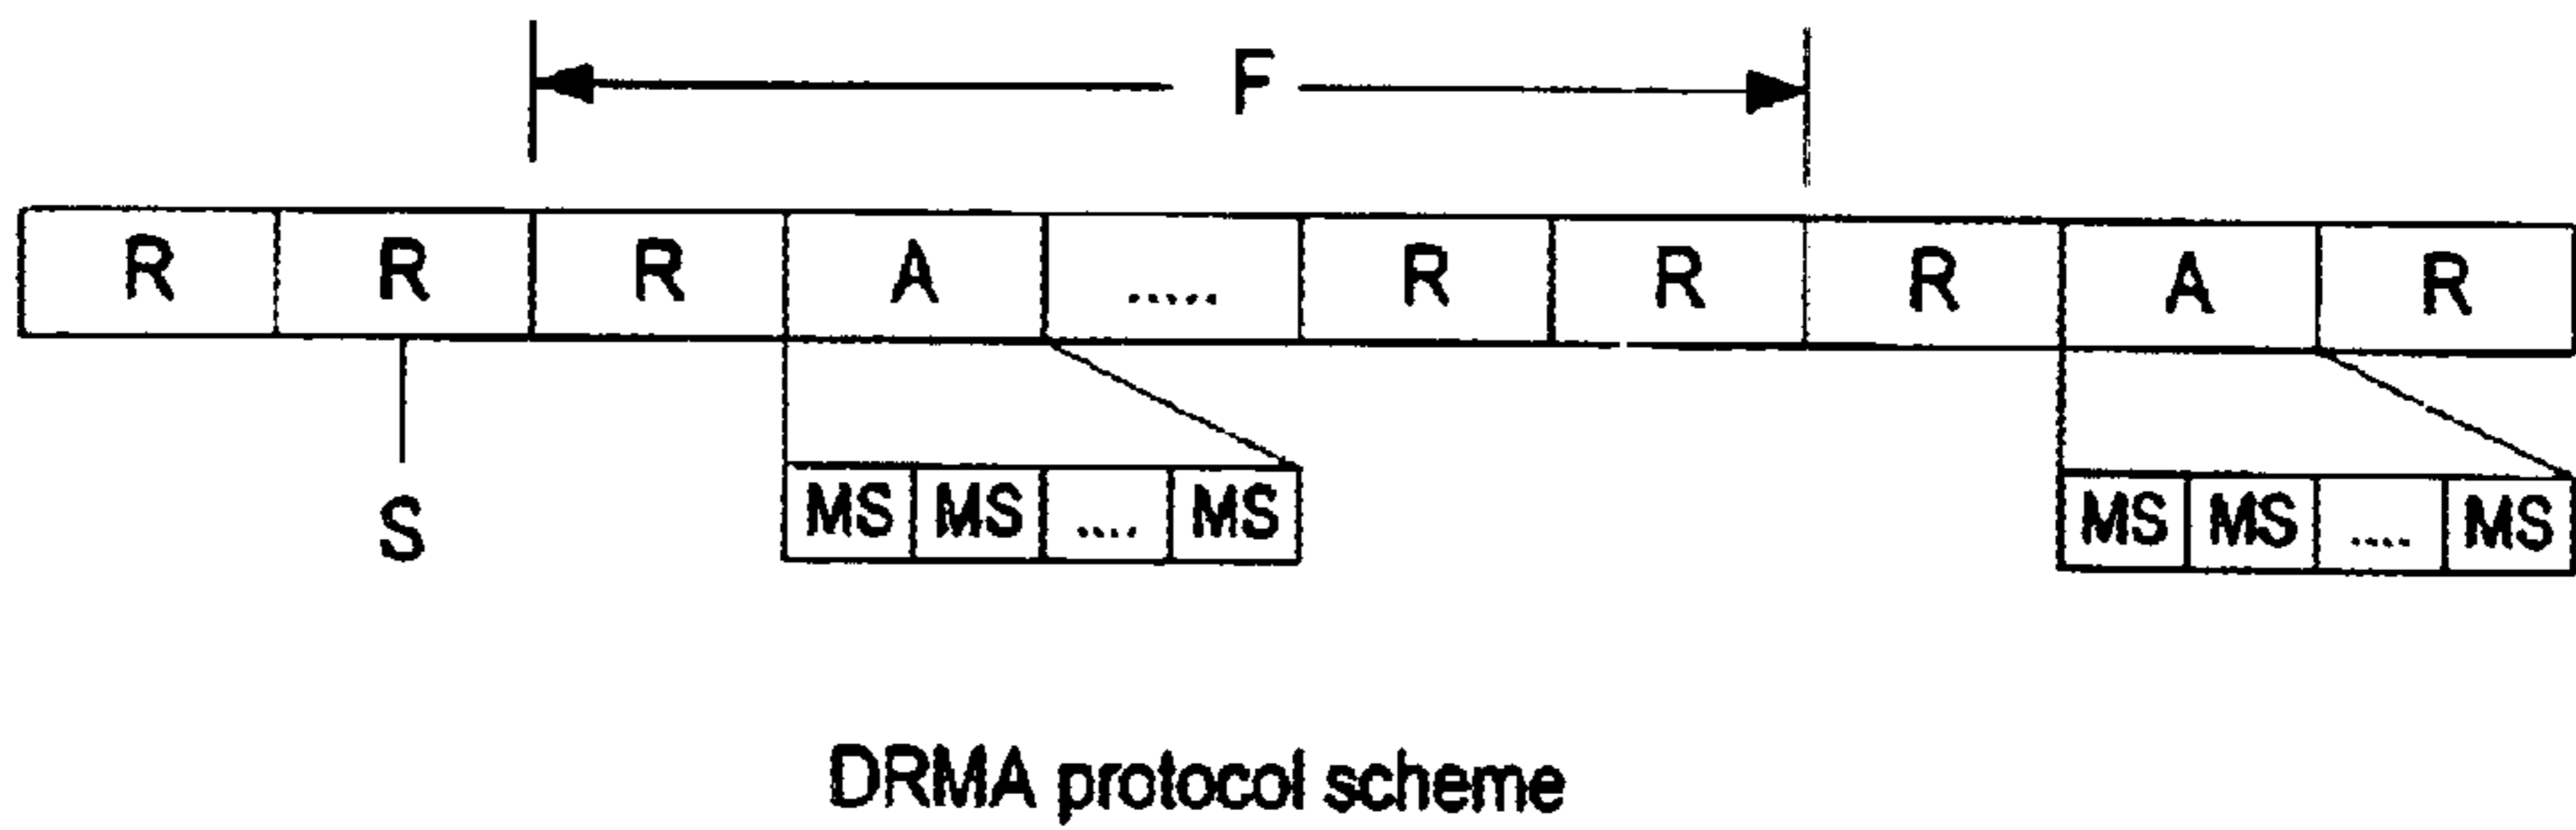 F
R R R A ..... R R R A R
S
MS MS .... MS MS MS .... MS
DRMA protocol scheme